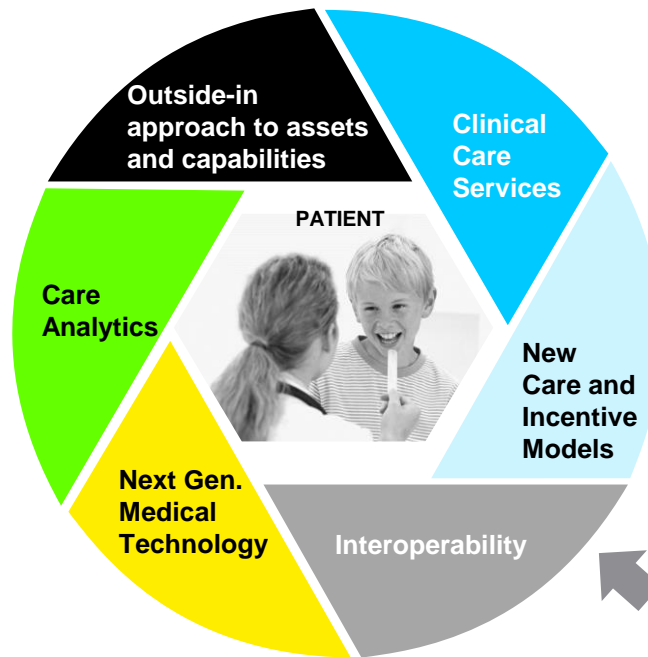 Outside-in
approach to assets
and capabilities
Clinical
Care
Services
PATIENT
Care
Analytics
New
Care and
Incentive
Models
Next Gen.
Medical
Technology
Interoperability